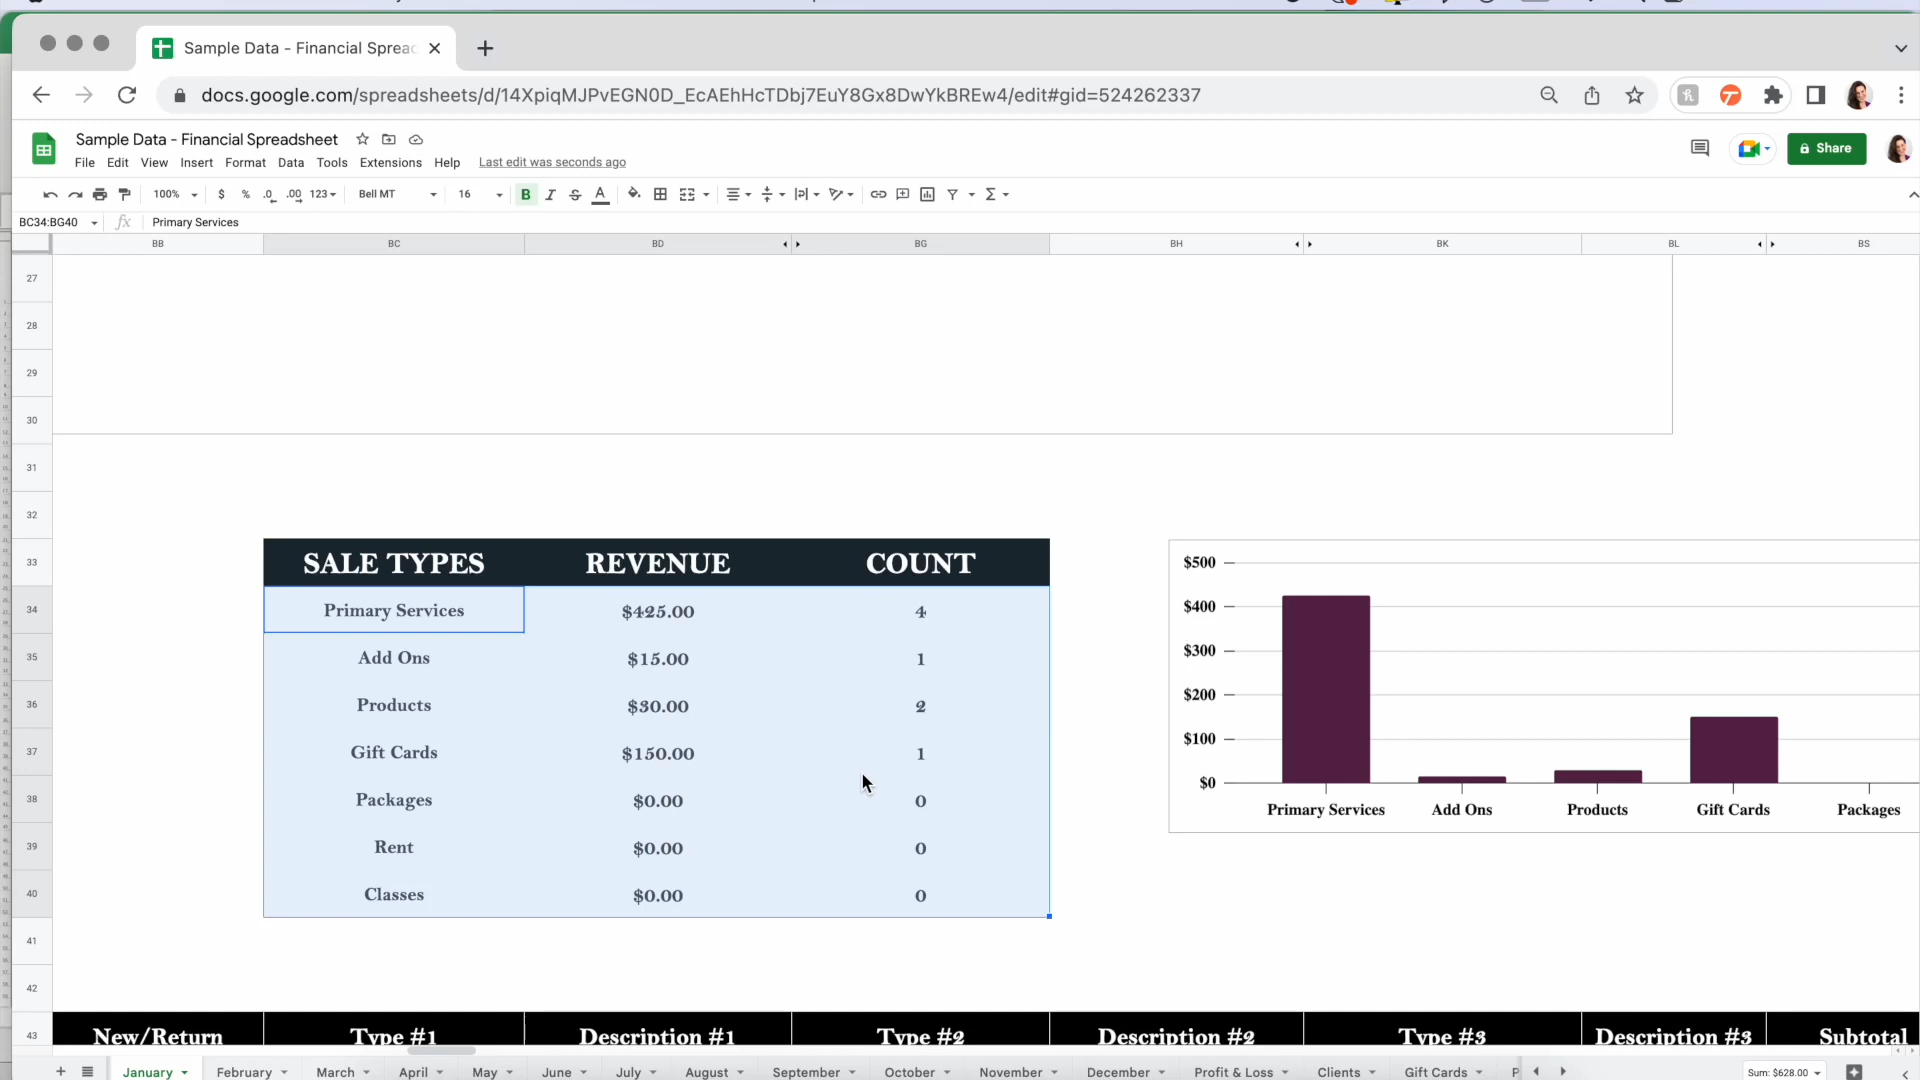 Sample Data - Financial Spreac
docs.google.com/spreadsheets/d/14XpiqMJPvEGN0D_EcAEhHcTDbj7EuY8Gx8DwYkBREw4/edit#gid=524262337
Sample Data - Financial Spreadsheet
File Edit View Insert Format Data Tools Extensions Help Last edit was seconds ago
Share
100% $ % .0 .00 123 Bell MT 16 B I S A Σ
BC34:BG40 fx Primary Services
BB BC BD BG BH BK BL BS
27
28
29
30
31
32
33 SALE TYPES REVENUE COUNT
34 Primary Services $425.00 4
35 Add Ons $15.00 1
36 Products $30.00 2
37 Gift Cards $150.00 1
38 Packages $0.00 0
39 Rent $0.00 0
40 Classes $0.00 0
$500
$400
$300
$200
$100
$0
Primary Services Add Ons Products Gift Cards Packages
41
42
43 New/Return Type #1 Description #1 Type #2 Description #2 Type #3 Description #3 Subtotal
January February March April May June July August September October November December Profit & Loss Clients Gift Cards P
Sum: $628.00